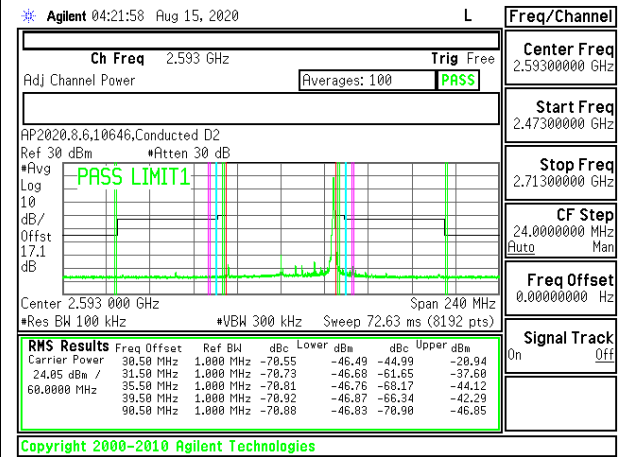 Agilent 04:21:58 Aug 15, 2020 L
Freq/Channel
Ch Freq 2.593 GHz Trig Free
Adj Channel Power Averages: 100 PASS
Center Freq
2.59300000 GHz
Start Freq
2.47300000 GHz
Stop Freq
2.71300000 GHz
CF Step
24.0000000 MHz
Auto Man
Freq Offset
0.00000000 Hz
Signal Track
On Off
AP2020.8.6,10646,Conducted D2
Ref 30 dBm #Atten 30 dB
#Avg
Log
10
dB/
Offst
17.1
dB
PASS LIMIT1
Center 2.593 000 GHz Span 240 MHz
#Res BW 100 kHz #VBW 300 kHz Sweep 72.63 ms (8192 pts)
RMS Results Freq Offset Ref BW dBc Lower dBm dBc Upper dBm
Carrier Power 30.50 MHz 1.000 MHz -70.55 -46.49 -44.99 -20.94
24.05 dBm / 31.50 MHz 1.000 MHz -70.73 -46.68 -61.65 -37.60
60.0000 MHz 35.50 MHz 1.000 MHz -70.81 -46.76 -68.17 -44.12
39.50 MHz 1.000 MHz -70.92 -46.87 -66.34 -42.29
90.50 MHz 1.000 MHz -70.88 -46.83 -70.90 -46.85
Copyright 2000-2010 Agilent Technologies